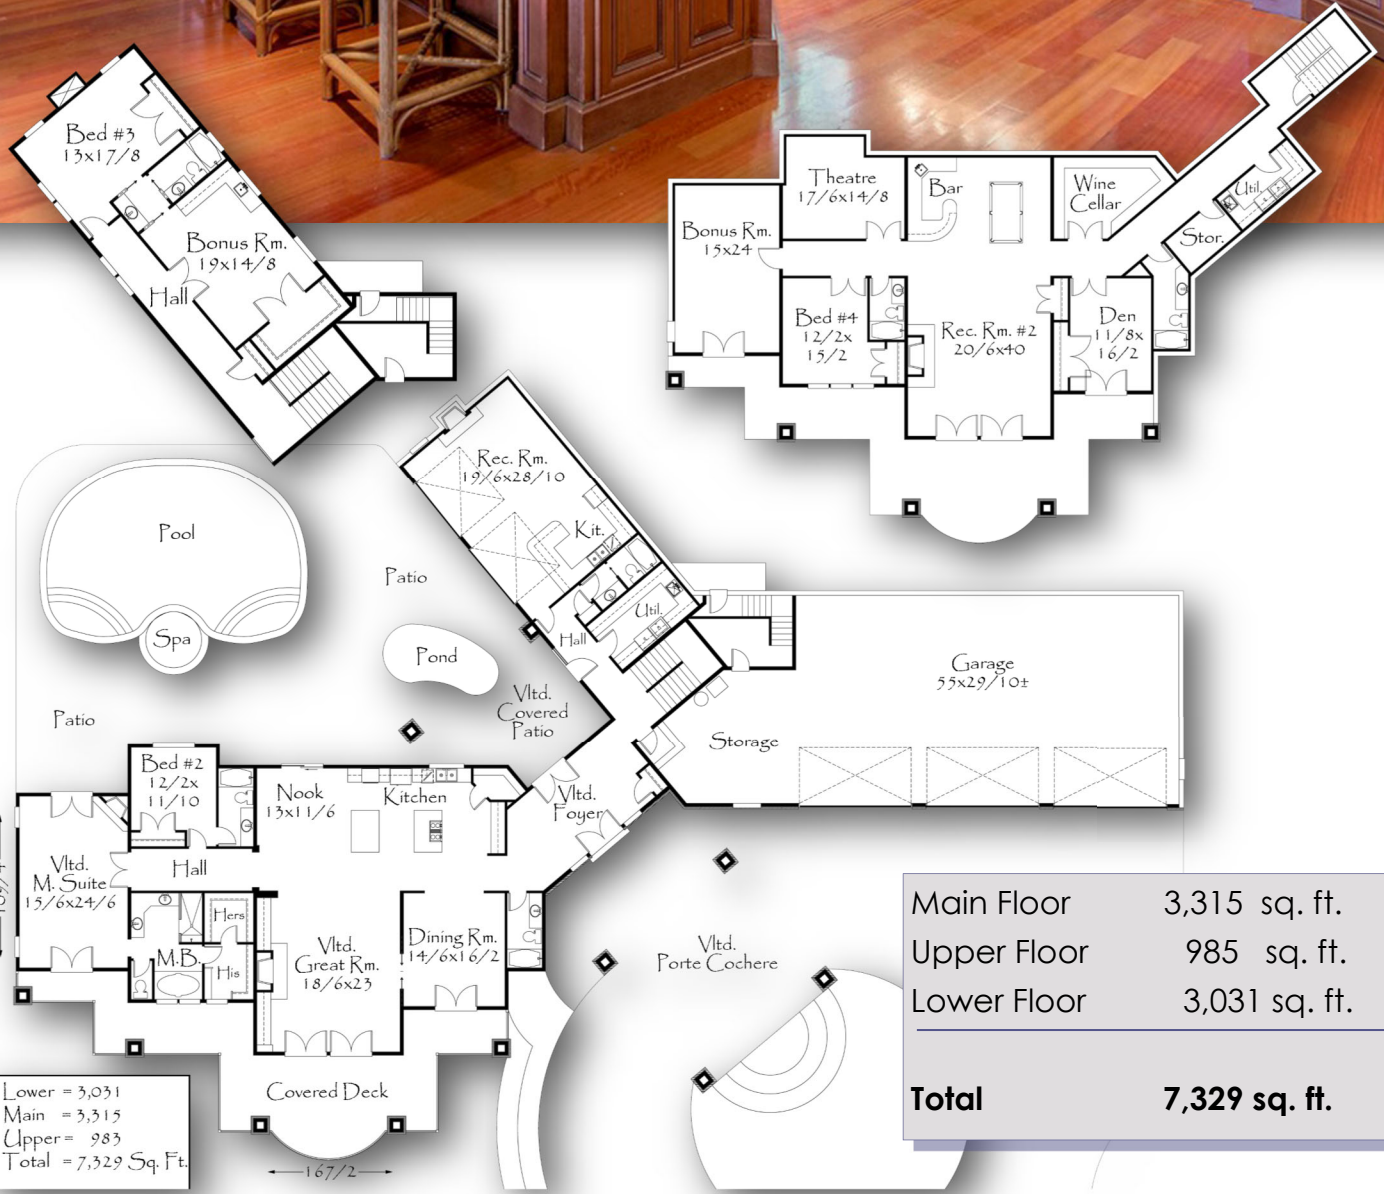 Bed #3
13x17/8
Bonus Rm.
19x14/8
Hall
Theatre
17/6x14/8
Bar
Wine
Cellar
Util.
Stor.
Bonus Rm.
15x24
Bed #4
12/2x
15/2
Rec. Rm. #2
20/6x40
Den
11/8x
16/2
Rec. Rm.
19/6x28/10
Kit.
Util.
Hall
Pool
Spa
Patio
Pond
Patio
Vltd.
Covered
Patio
Garage
55x29/10±
Storage
Bed #2
12/2x
11/10
Nook
13x11/6
Kitchen
Vltd.
Foyer
Vltd.
M. Suite
15/6x24/6
Hall
Hers
His
M.B.
Vltd.
Great Rm.
18/6x23
Dining Rm.
14/6x16/2
Vltd.
Porte Cochere
Covered Deck
167/2
Lower = 3,031
Main = 3,315
Upper = 983
Total = 7,329 Sq. Ft.
Main Floor 3,315 sq. ft.
Upper Floor 985 sq. ft.
Lower Floor 3,031 sq. ft.
Total 7,329 sq. ft.